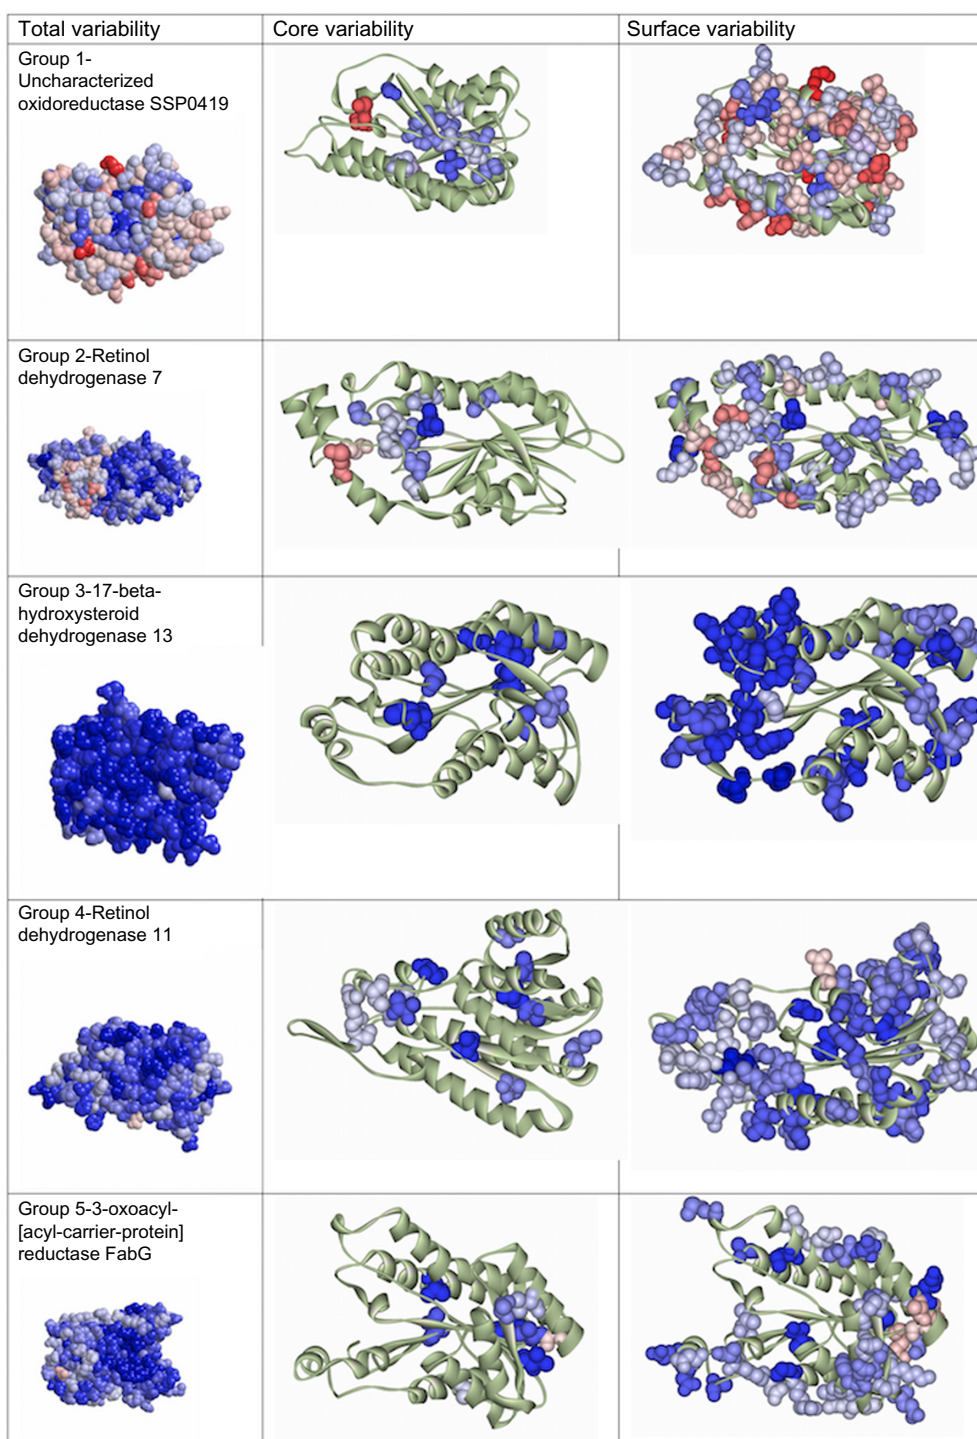 Total variability
Core variability
Surface variability
Group 1-
Uncharacterized
oxidoreductase SSP0419
Group 2-Retinol
dehydrogenase 7
Group 3-17-beta-
hydroxysteroid
dehydrogenase 13
Group 4-Retinol
dehydrogenase 11
Group 5-3-oxoacyl-
[acyl-carrier-protein]
reductase FabG